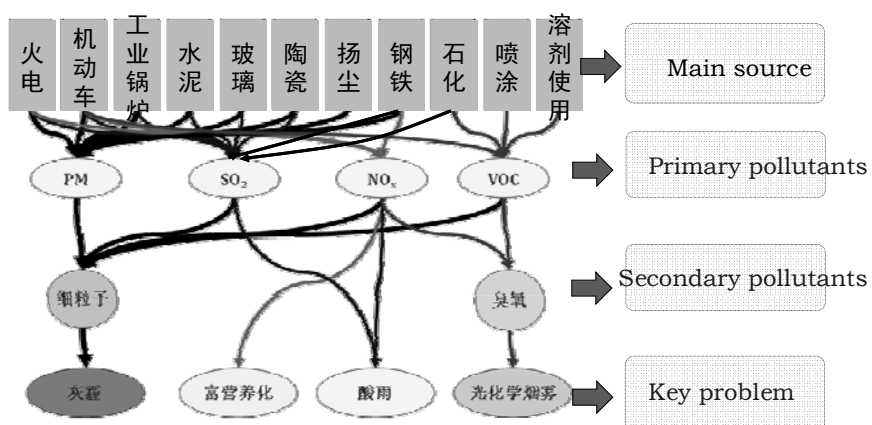 火电
机动车
工业锅炉
水泥
玻璃
陶瓷
扬尘
钢铁
石化
喷涂
溶剂使用
Main source
PM
SO₂
NOₓ
VOC
Primary pollutants
细粒子
臭氧
Secondary pollutants
灰霾
富营养化
酸雨
光化学烟雾
Key problem